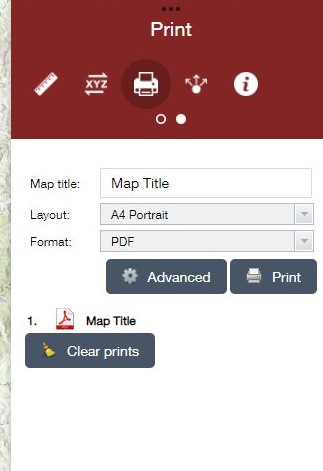 Print
XYZ
Map title: Map Title
Layout: A4 Portrait
Format: PDF
Advanced Print
1. Map Title
Clear prints